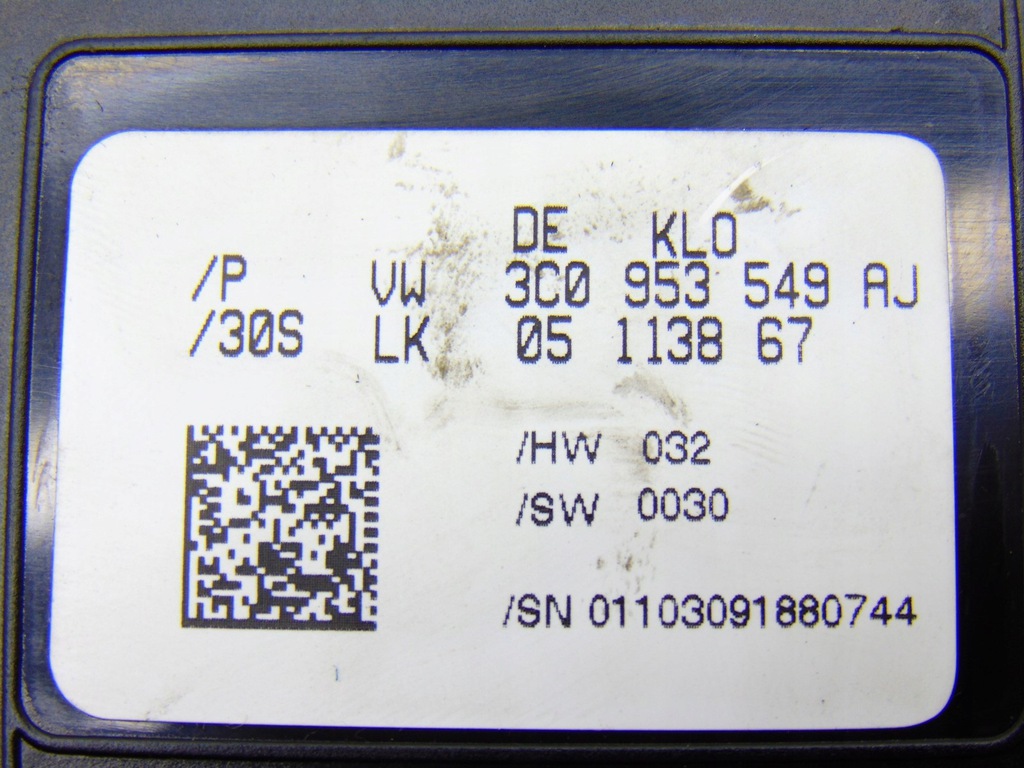 DE KLO
/P VW 3C0 953 549 AJ
/30S LK 05 1138 67
/HW 032
/SW 0030
/SN 01103091880744